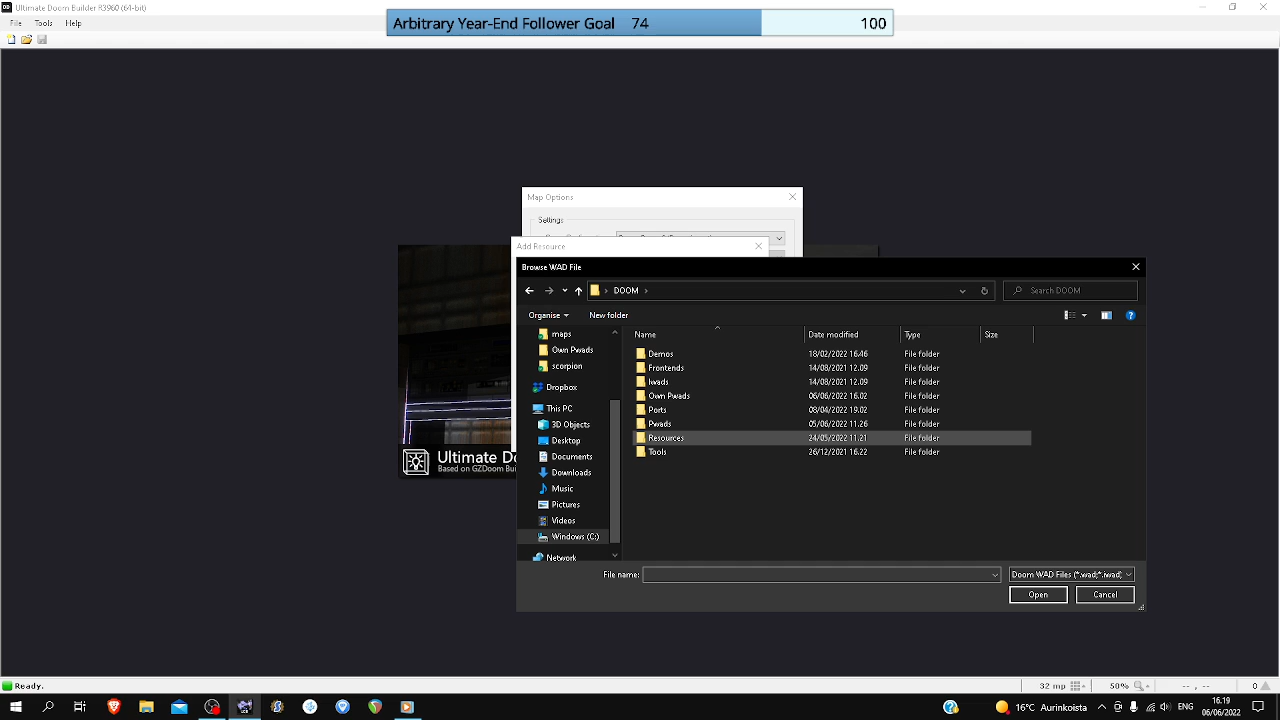 Ultimate Doom Builder R3960 (64-bit)
File Tools Help
Arbitrary Year-End Follower Goal 74 100
Map Options
Settings
Add Resource
Browse WAD File
DOOM
Search DOOM
Organise New folder
Name Date modified Type Size
maps
Own Pwads
scorpion
Dropbox
This PC
3D Objects
Desktop
Documents
Downloads
Music
Pictures
Videos
Windows (C:)
Network
Demos 18/02/2022 16.46 File folder
Frontends 14/08/2021 12.09 File folder
Iwads 14/08/2021 12.09 File folder
Own Pwads 06/06/2022 16.02 File folder
Ports 08/04/2022 19.02 File folder
Pwads 05/06/2022 11.26 File folder
Resources 24/05/2022 11.21 File folder
Tools 26/12/2021 16.22 File folder
Ultimate Do
Based on GZDoom Bui
File name: Doom WAD Files (*.wad;*.iwad)
Open Cancel
Ready. 32 mp 50% --, -- 0
16°C Aurinkoista ENG 16.19
06/06/2022